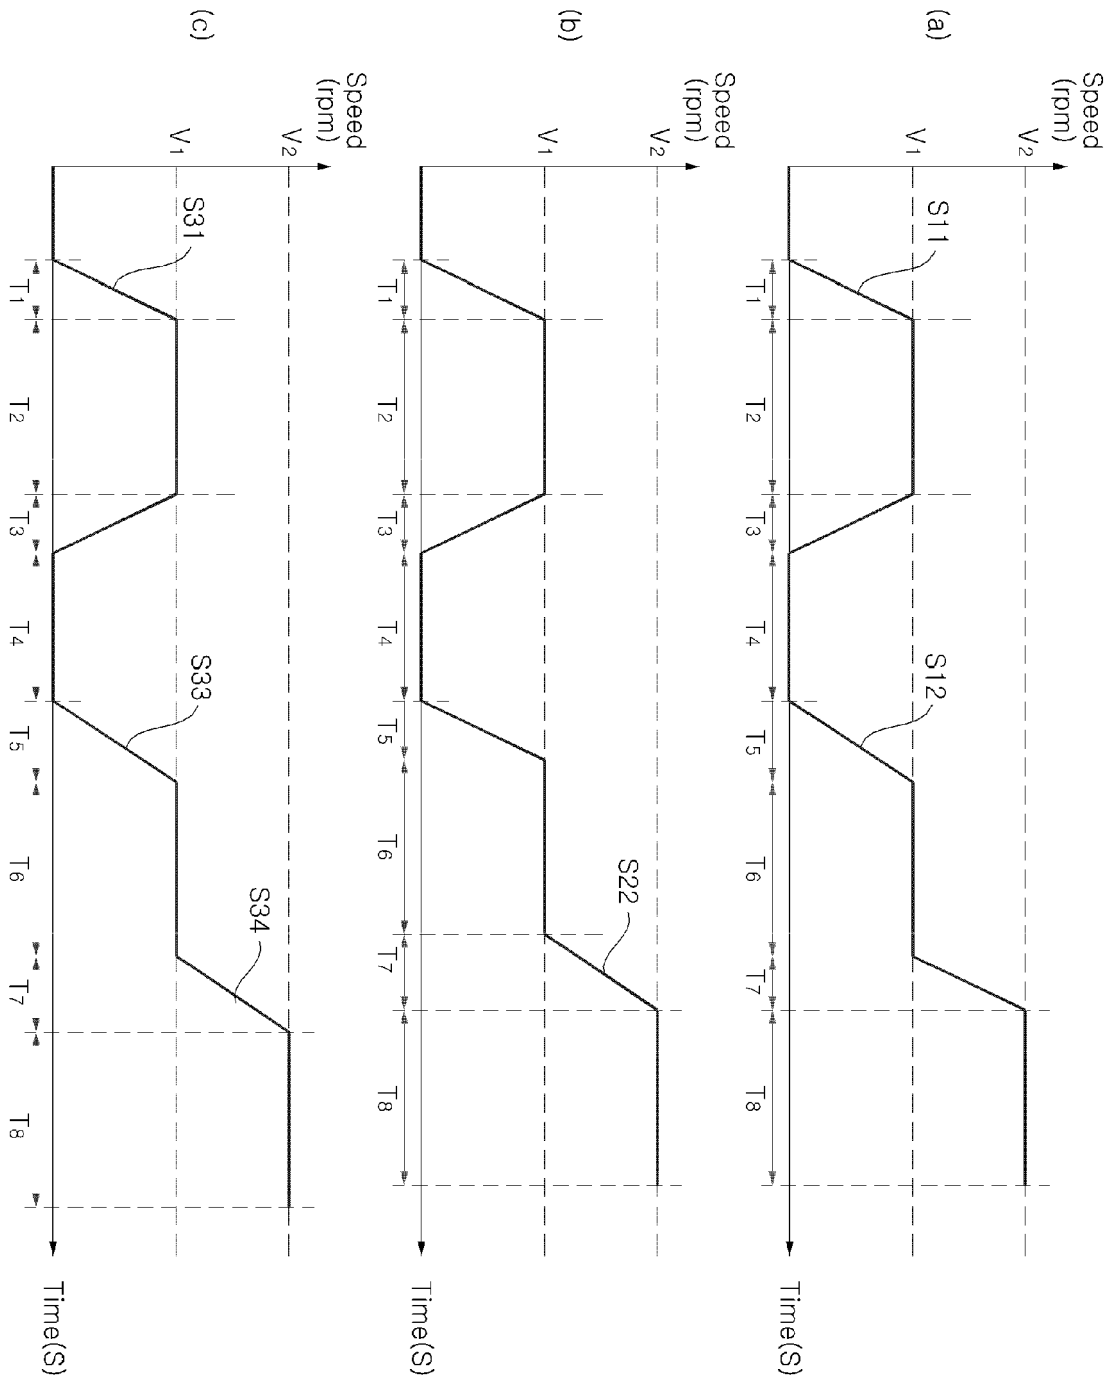 (a)
Speed
(rpm)
V2
V1
S11
S12
T1
T2
T3
T4
T5
T6
T7
T8
Time(S)
(b)
Speed
(rpm)
V2
V1
S22
T1
T2
T3
T4
T5
T6
T7
T8
Time(S)
(c)
Speed
(rpm)
V2
V1
S31
S33
S34
T1
T2
T3
T4
T5
T6
T7
T8
Time(S)